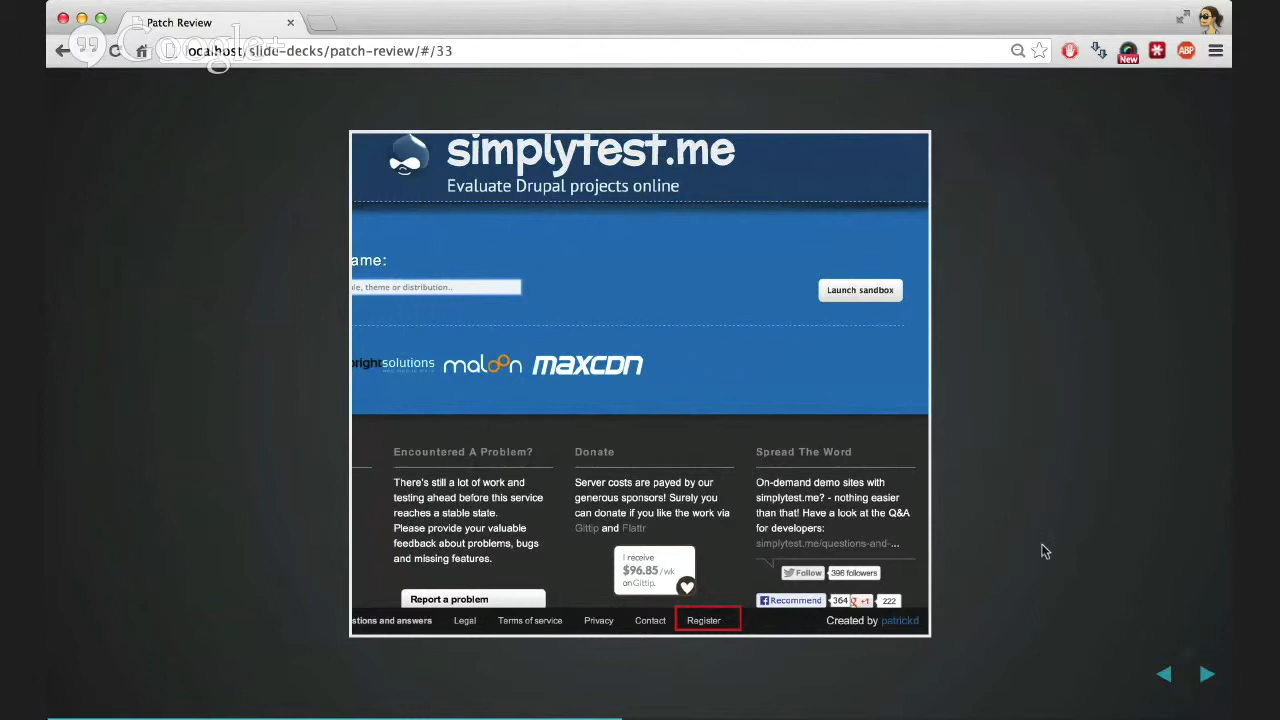 Patch Review
Google+
localhost/slide-decks/patch-review/#/33
New
ABP
simplytest.me
Evaluate Drupal projects online
ame:
le, theme or distribution..
Launch sandbox
brightsolutions
maloon
MAXCDN
Encountered A Problem?
There's still a lot of work and
testing ahead before this service
reaches a stable state.
Please provide your valuable
feedback about problems, bugs
and missing features.
Report a problem
Donate
Server costs are payed by our
generous sponsors! Surely you
can donate if you like the work via
Gittip and Flattr
I receive
$96.85 /wk
on Gittip.
Spread The Word
On-demand demo sites with
simplytest.me? - nothing easier
than that! Have a look at the Q&A
for developers:
simplytest.me/questions-and-...
Follow 396 followers
Recommend 364 +1 222
stions and answers Legal Terms of service Privacy Contact Register Created by patrickd